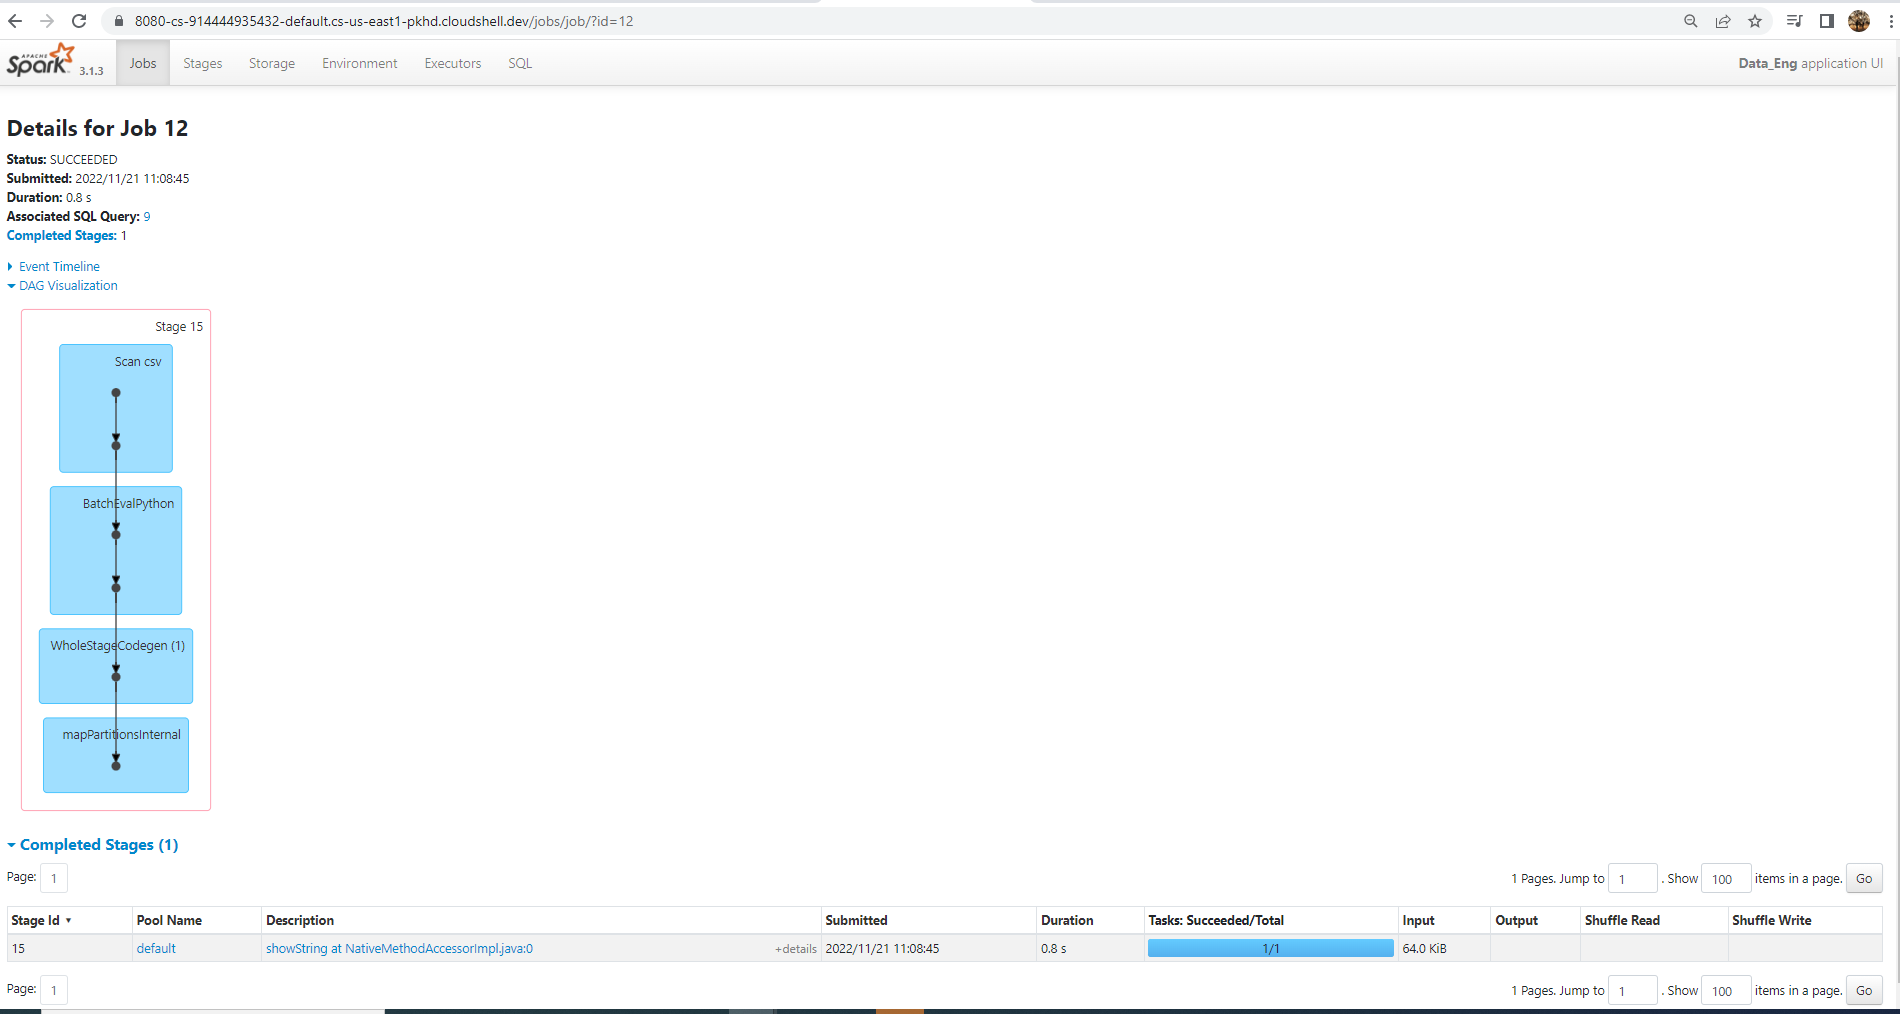 8080-cs-914444935432-default.cs-us-east1-pkhd.cloudshell.dev/jobs/job/?id=12
APACHE Spark 3.1.3 Jobs Stages Storage Environment Executors SQL Data_Eng application UI
Details for Job 12
Status: SUCCEEDED
Submitted: 2022/11/21 11:08:45
Duration: 0.8 s
Associated SQL Query: 9
Completed Stages: 1
Event Timeline
DAG Visualization
Stage 15
Scan csv
BatchEvalPython
WholeStageCodegen (1)
mapPartitionsInternal
Completed Stages (1)
Page: 1 1 Pages. Jump to 1 . Show 100 items in a page. Go
Stage Id ▾ Pool Name Description Submitted Duration Tasks: Succeeded/Total Input Output Shuffle Read Shuffle Write
15 default showString at NativeMethodAccessorImpl.java:0 +details 2022/11/21 11:08:45 0.8 s 1/1 64.0 KiB
Page: 1 1 Pages. Jump to 1 . Show 100 items in a page. Go